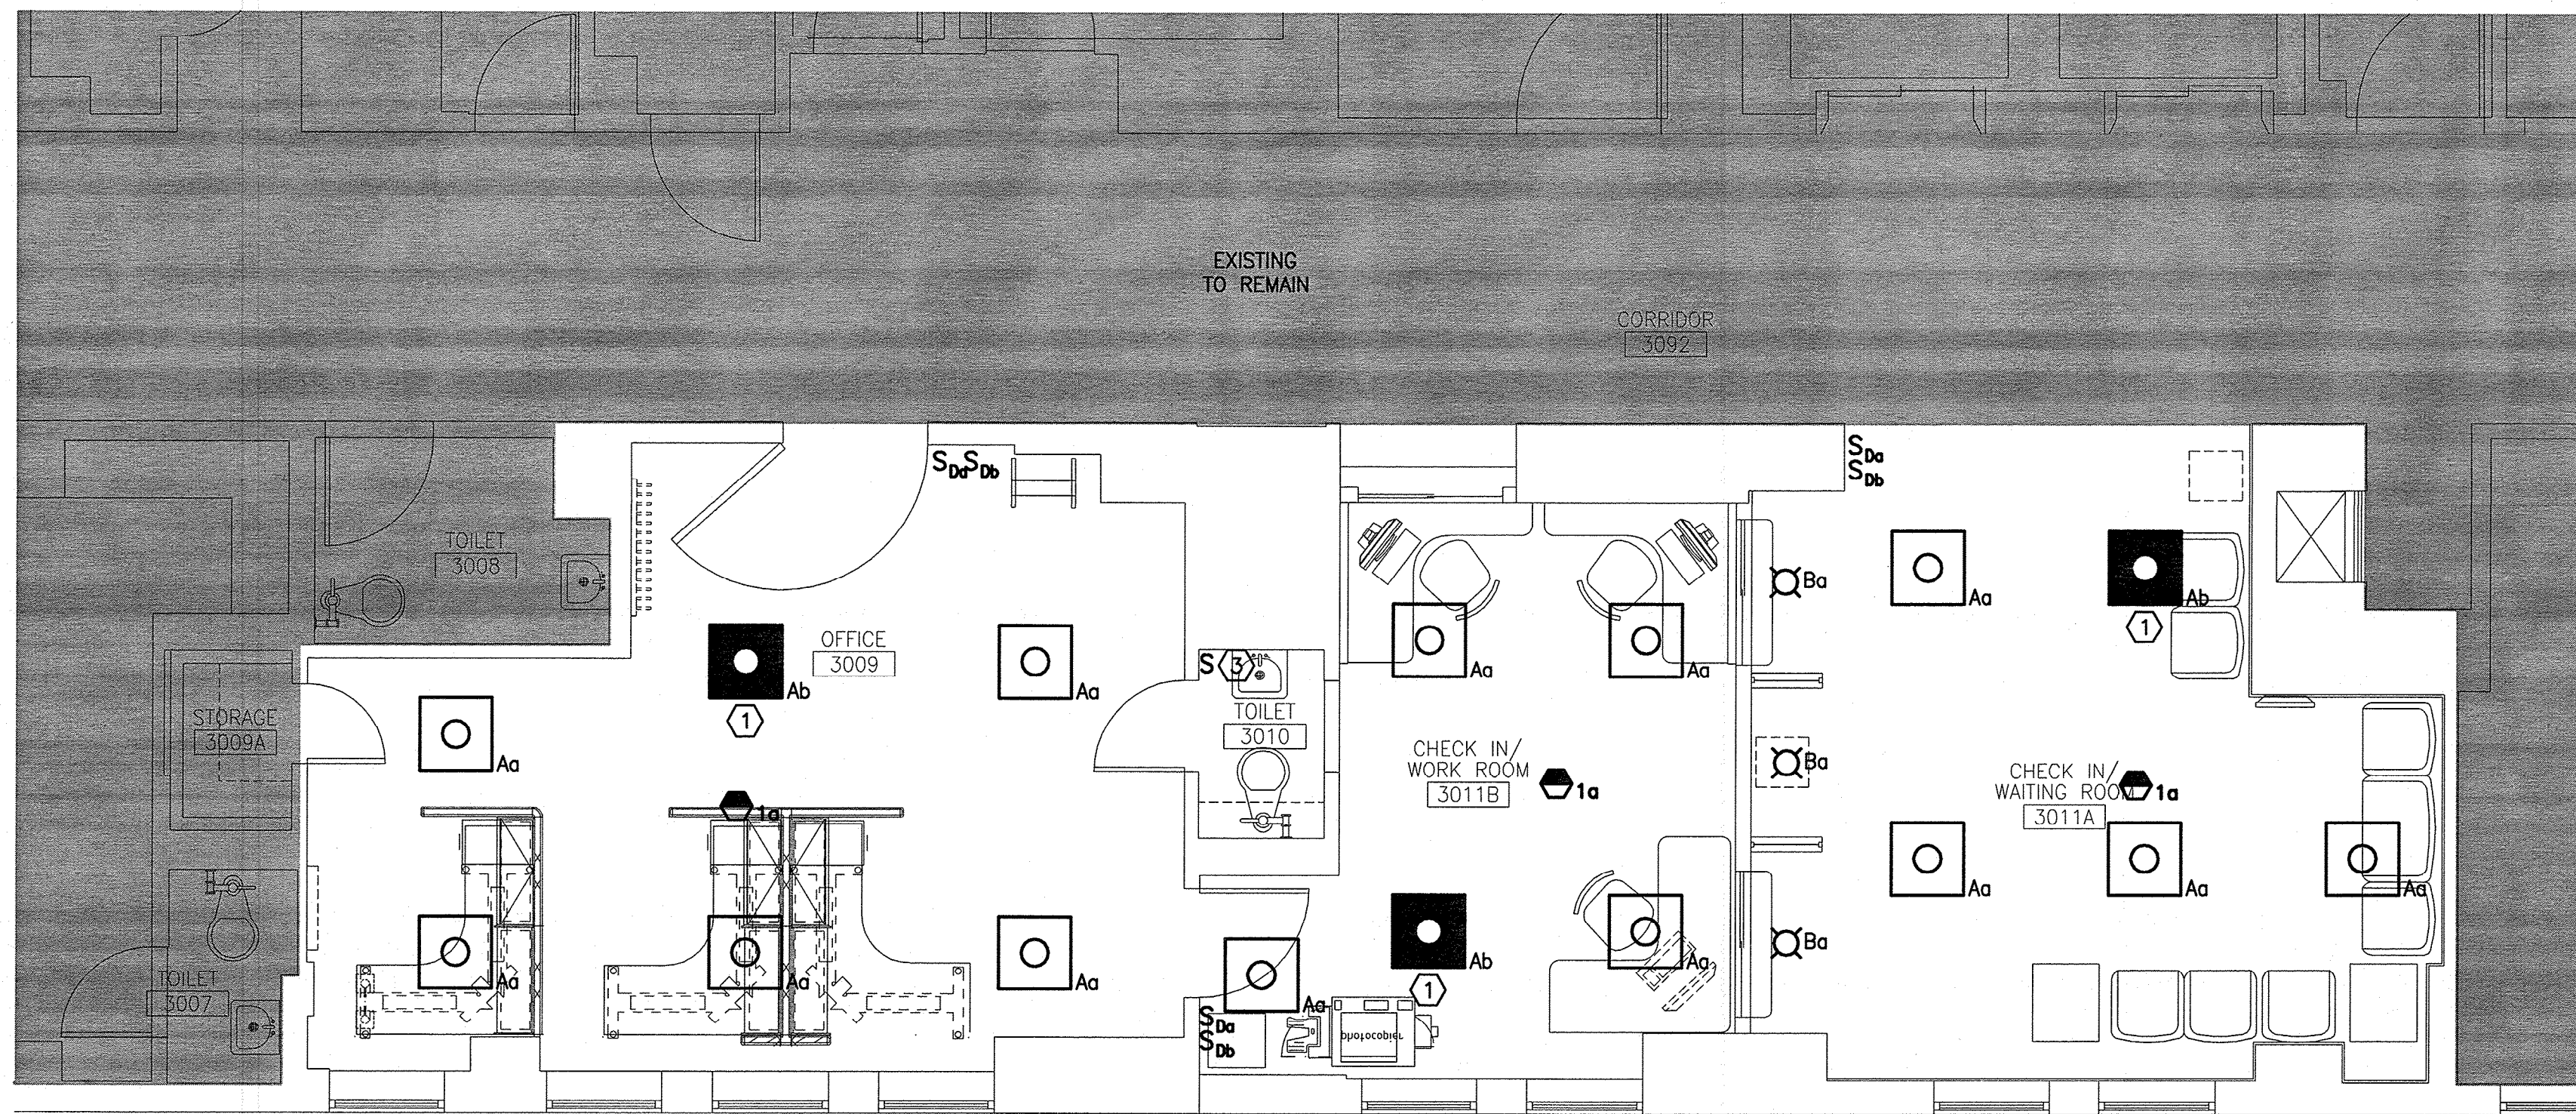 EXISTING
TO REMAIN
CORRIDOR
3092
SDa SDb
SDa
SDb
TOILET
3008
Ba
Aa
Ab
1
OFFICE
3009
Ab
1
Aa
S 3
Aa
Aa
STORAGE
3009A
Aa
TOILET
3010
CHECK IN/
WORK ROOM
3011B
1a
Ba
CHECK IN/
WAITING ROOM
3011A
1a
1a
Aa
Aa
Aa
Ba
TOILET
3007
Aa
Aa
Aa
Aa
Ab
1
Aa
SDa
SDb
photocopier